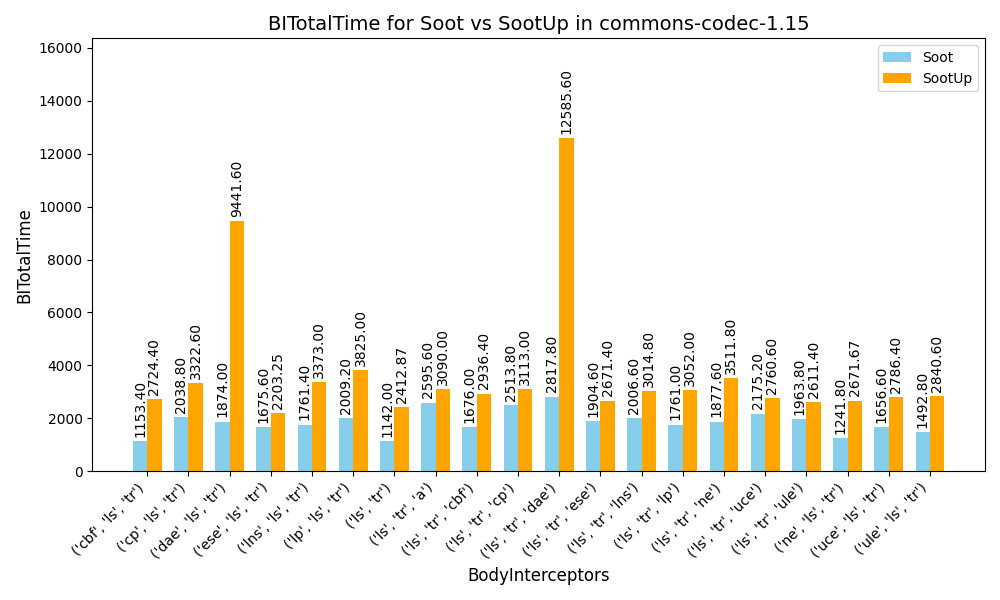 BITotalTime for Soot vs SootUp in commons-codec-1.15
Soot
SootUp
BITotalTime
16000
14000
12000
10000
8000
6000
4000
2000
0
1153.40
2724.40
2038.80
3322.60
1874.00
9441.60
1675.60
2203.25
1761.40
3373.00
2009.20
3825.00
1142.00
2412.87
2595.60
3090.00
1676.00
2936.40
2513.80
3113.00
2817.80
12585.60
1904.60
2671.40
2006.60
3014.80
1761.00
3052.00
1877.60
3511.80
2175.20
2760.60
1963.80
2611.40
1241.80
2671.67
1656.60
2786.40
1492.80
2840.60
('cbf', 'ls', 'tr')
('cp', 'ls', 'tr')
('dae', 'ls', 'tr')
('ese', 'ls', 'tr')
('lns', 'ls', 'tr')
('lp', 'ls', 'tr')
('ls', 'tr')
('ls', 'tr', 'a')
('ls', 'tr', 'cbf')
('ls', 'tr', 'cp')
('ls', 'tr', 'dae')
('ls', 'tr', 'ese')
('ls', 'tr', 'lns')
('ls', 'tr', 'lp')
('ls', 'tr', 'ne')
('ls', 'tr', 'uce')
('ls', 'tr', 'ule')
('ne', 'ls', 'tr')
('uce', 'ls', 'tr')
('ule', 'ls', 'tr')
BodyInterceptors